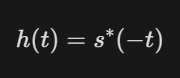 h(t) = s*(−t)